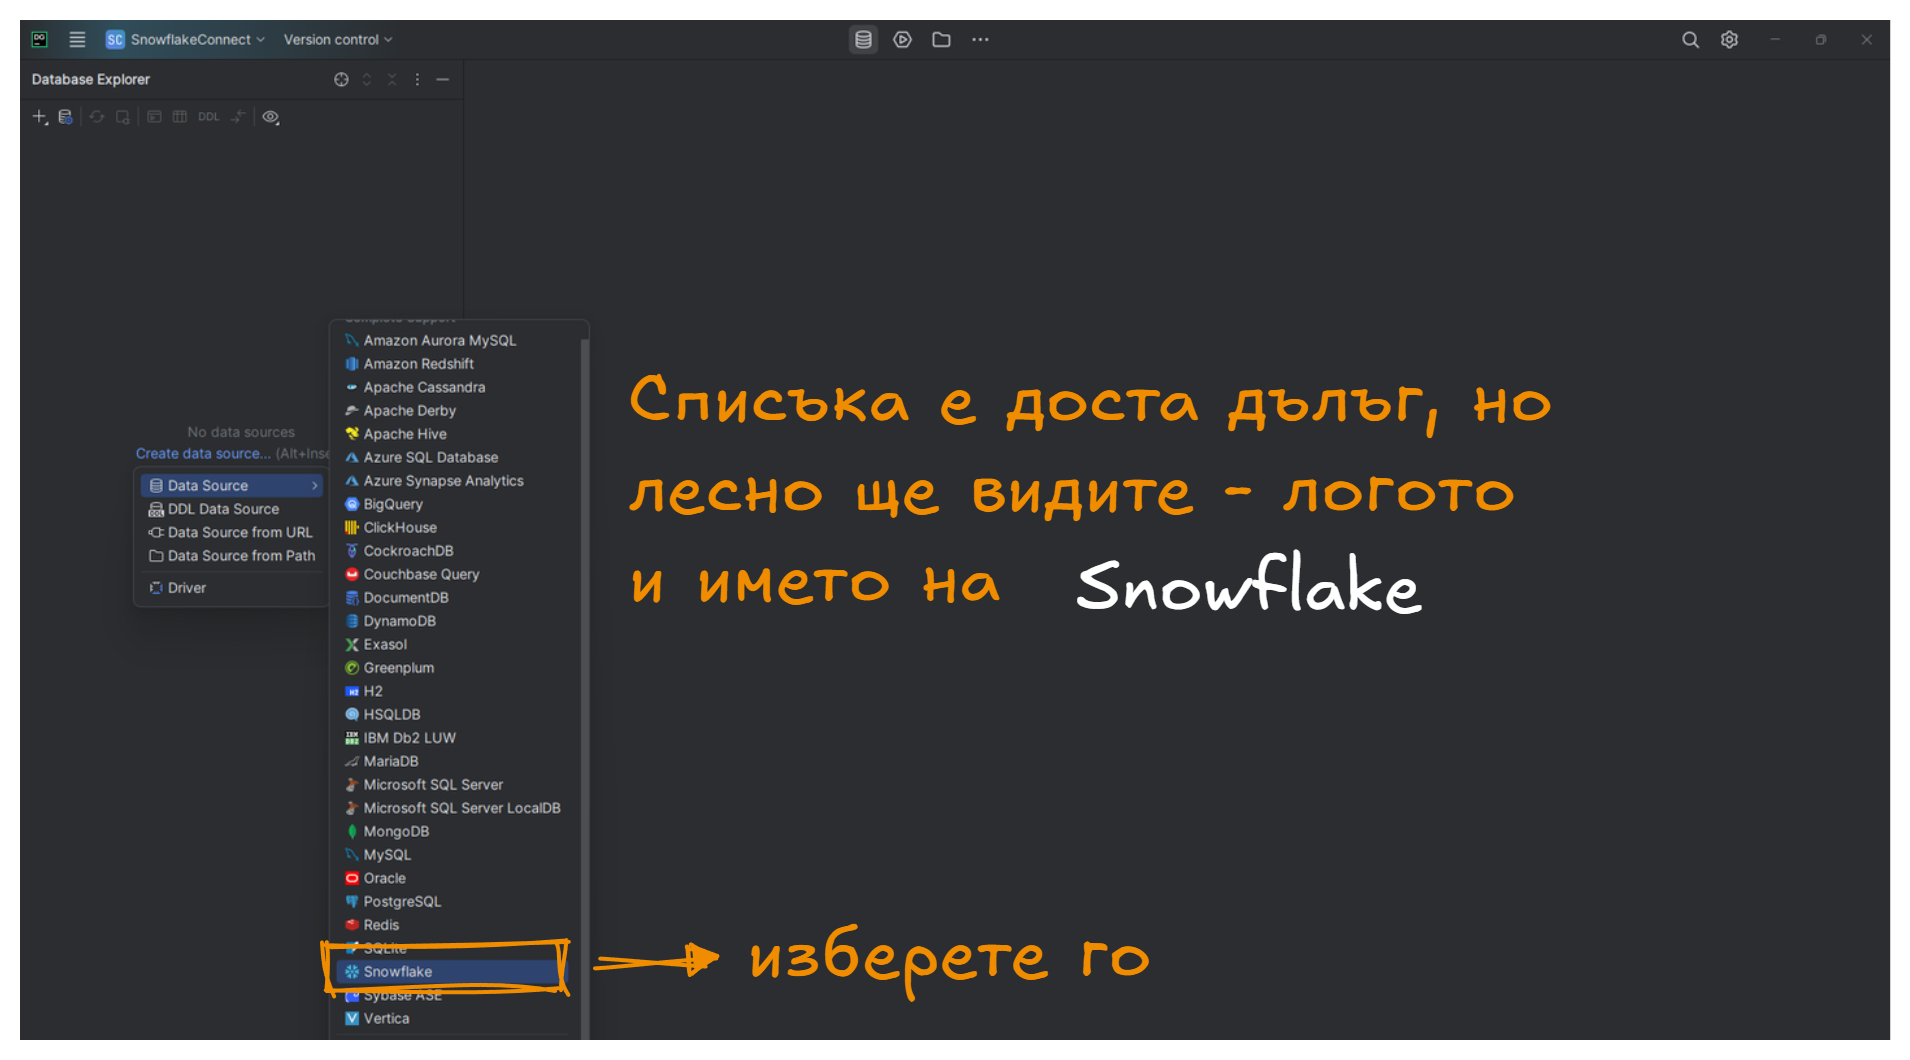 SC SnowflakeConnect Version control
Database Explorer
DDL
No data sources
Create data source... (Alt+Inse
Data Source
DDL Data Source
Data Source from URL
Data Source from Path
Driver
Complete Support
Amazon Aurora MySQL
Amazon Redshift
Apache Cassandra
Apache Derby
Apache Hive
Azure SQL Database
Azure Synapse Analytics
BigQuery
ClickHouse
CockroachDB
Couchbase Query
DocumentDB
DynamoDB
Exasol
Greenplum
H2
HSQLDB
IBM Db2 LUW
MariaDB
Microsoft SQL Server
Microsoft SQL Server LocalDB
MongoDB
MySQL
Oracle
PostgreSQL
Redis
SQLite
Snowflake
Sybase ASE
Vertica
Списъка е доста дълъг, но
лесно ще видите - логото
и името на Snowflake
изберете го